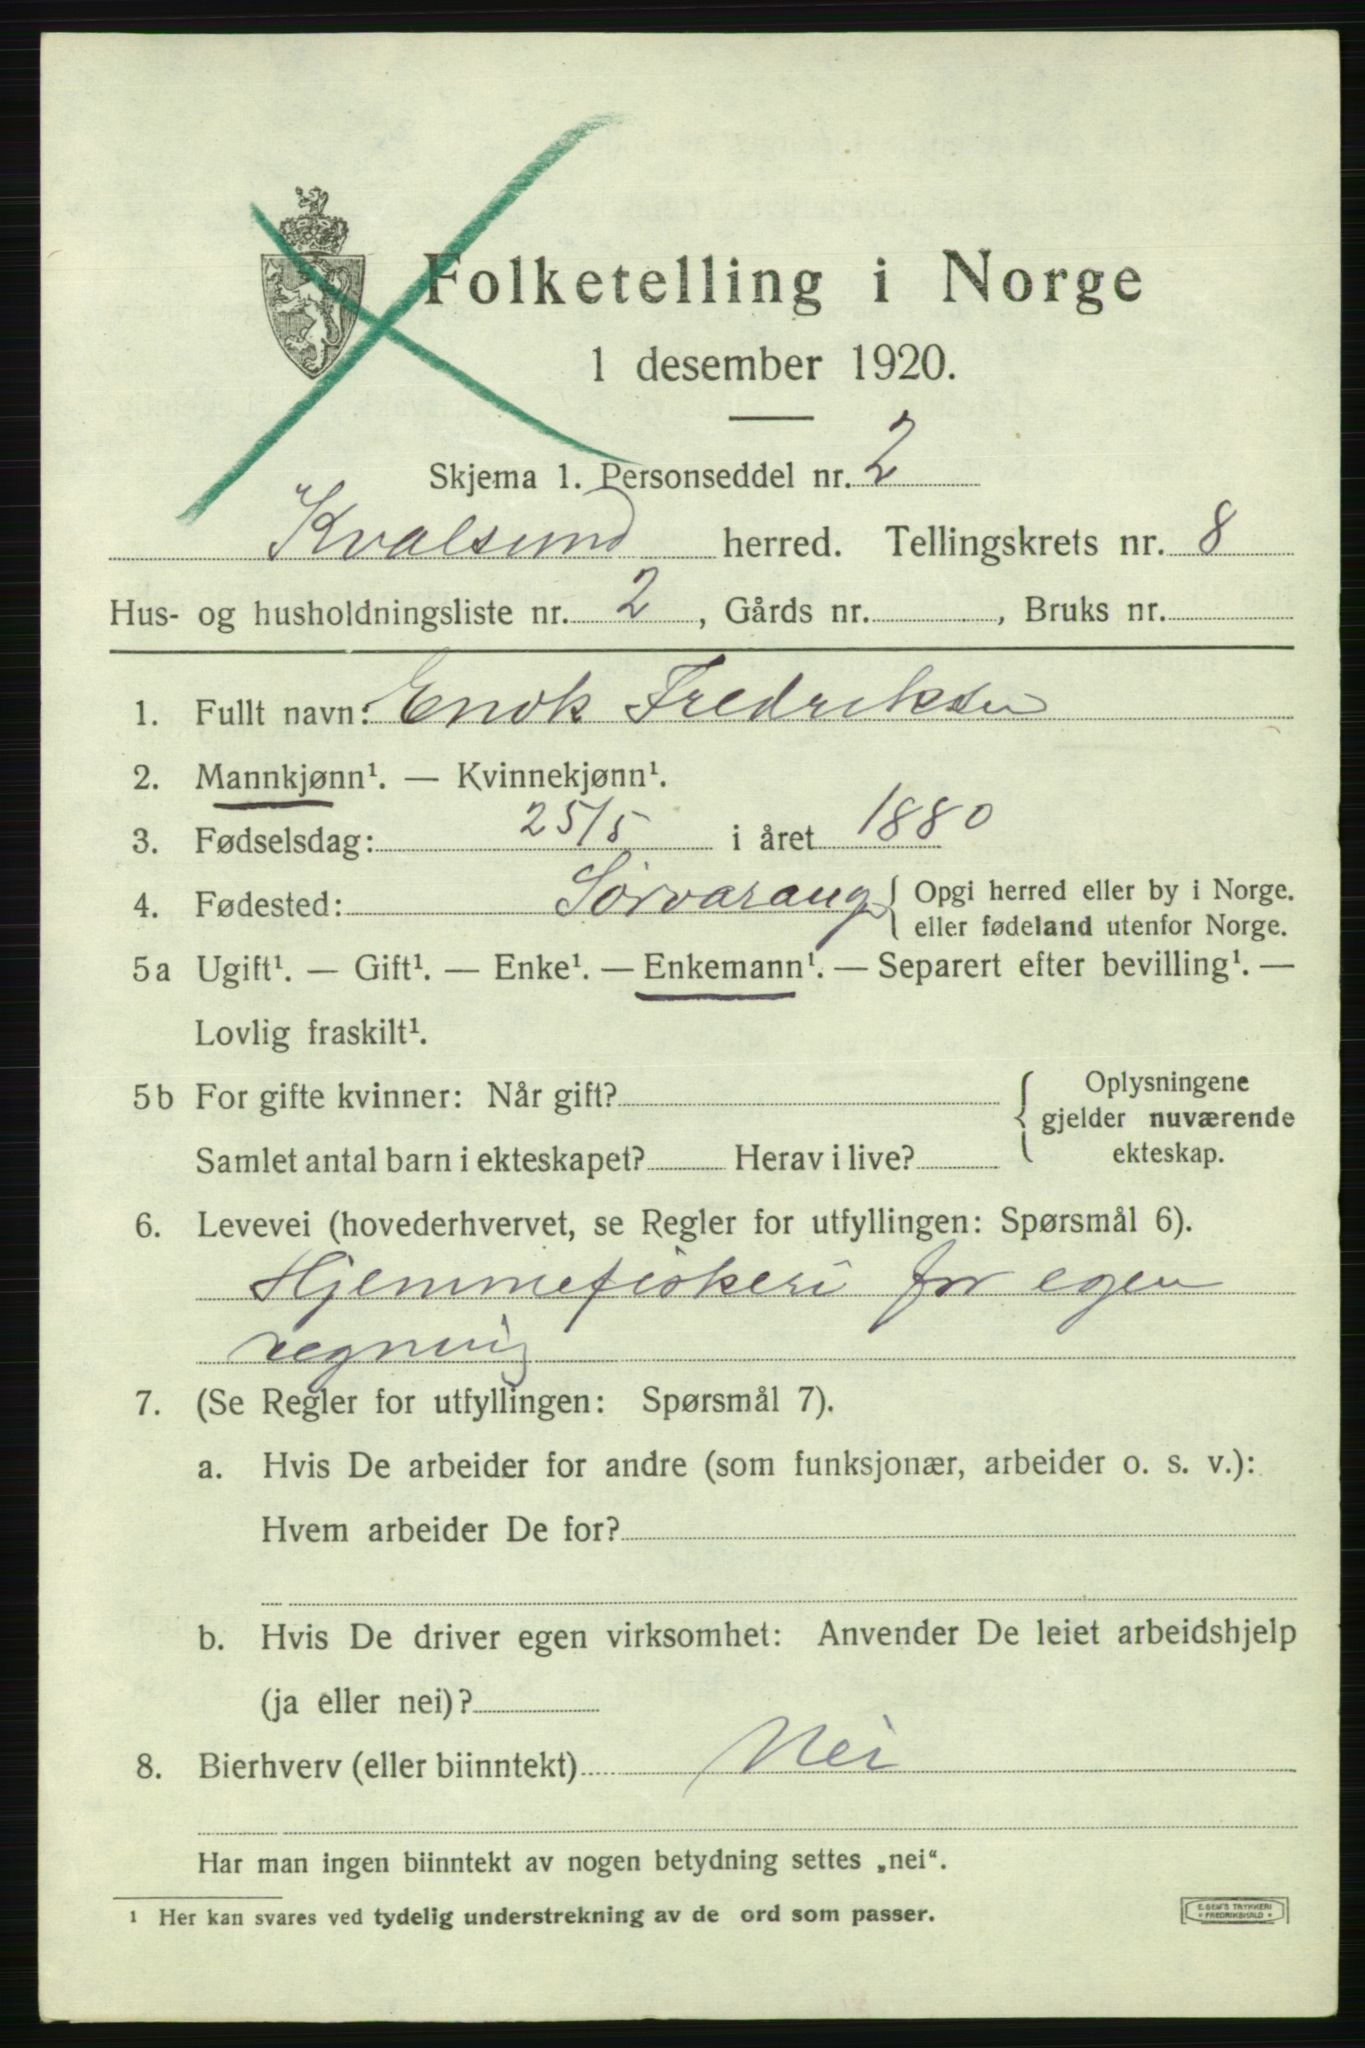 Folketelling i Norge
1 desember 1920.
Skjema 1. Personseddel nr. 2
Kvalsund herred. Tellingskrets nr. 8
Hus- og husholdningsliste nr. 2, Gårds nr. , Bruks nr.
1. Fullt navn: Enok Fredriksen
2. Mannkjønn¹. — Kvinnekjønn¹.
3. Fødselsdag: 25/5 i året 1880
4. Fødested: Sørvarang { Opgi herred eller by i Norge.
eller fødeland utenfor Norge.
5a Ugift¹. — Gift¹. — Enke¹. — Enkemann¹. — Separert efter bevilling¹. —
Lovlig fraskilt¹.
5b For gifte kvinner: Når gift? { Oplysningene
gjelder nuværende
Samlet antal barn i ekteskapet? Herav i live? ekteskap.
6. Levevei (hovederhvervet, se Regler for utfyllingen: Spørsmål 6).
Hjemmefiskeri for egen
regning
7. (Se Regler for utfyllingen: Spørsmål 7).
a. Hvis De arbeider for andre (som funksjonær, arbeider o. s. v.):
Hvem arbeider De for?
b. Hvis De driver egen virksomhet: Anvender De leiet arbeidshjelp
(ja eller nei)?
8. Bierhverv (eller biinntekt) Nei
Har man ingen biinntekt av nogen betydning settes „nei“.
¹ Her kan svares ved tydelig understrekning av de ord som passer.
E. SEM'S TRYKKERI
FREDRIKSHALD